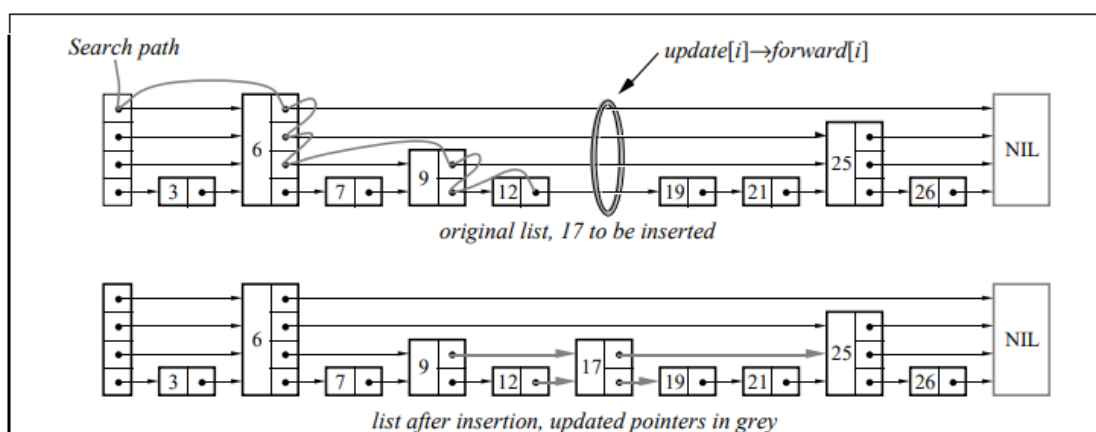 Search path
update[i]→forward[i]
6 NIL
25
9
3 7 12 19 21 26
original list, 17 to be inserted
6 NIL
25
9 17
3 7 12 19 21 26
list after insertion, updated pointers in grey